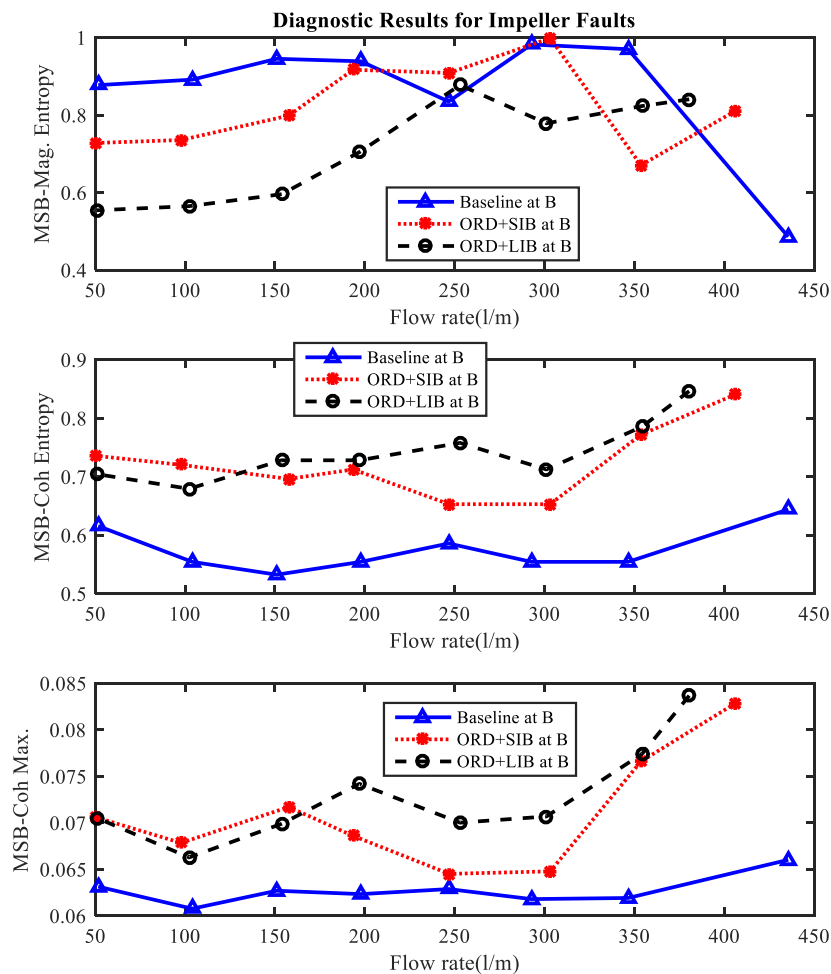 Diagnostic Results for Impeller Faults
MSB-Mag. Entropy
1
0.8
0.6
0.4
Baseline at B
ORD+SIB at B
ORD+LIB at B
50 100 150 200 250 300 350 400 450
Flow rate(l/m)
MSB-Coh Entropy
0.9
0.8
0.7
0.6
0.5
Baseline at B
ORD+SIB at B
ORD+LIB at B
50 100 150 200 250 300 350 400 450
Flow rate(l/m)
MSB-Coh Max.
0.085
0.08
0.075
0.07
0.065
0.06
Baseline at B
ORD+SIB at B
ORD+LIB at B
50 100 150 200 250 300 350 400 450
Flow rate(l/m)